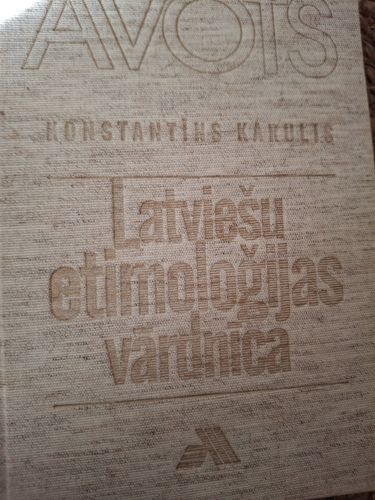 AVOTS
KONSTANTĪNS KARULIS
Latviešu
etimoloģijas
vārdnīca